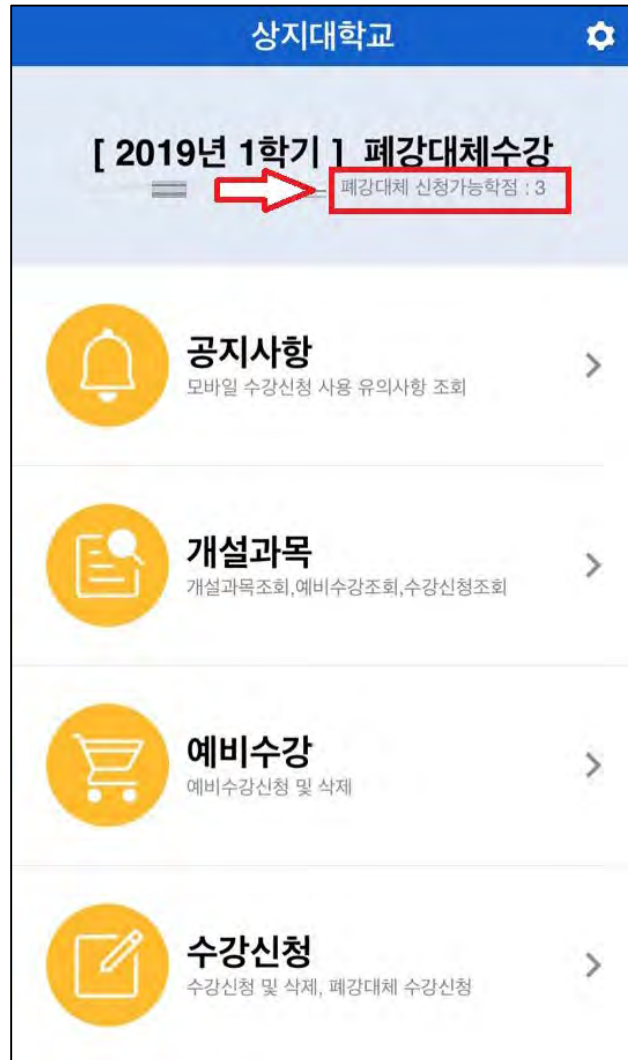 상지대학교
[ 2019년 1학기 ] 폐강대체수강
폐강대체 신청가능학점 : 3
공지사항
모바일 수강신청 사용 유의사항 조회
개설과목
개설과목조회,예비수강조회,수강신청조회
예비수강
예비수강신청 및 삭제
수강신청
수강신청 및 삭제, 폐강대체 수강신청